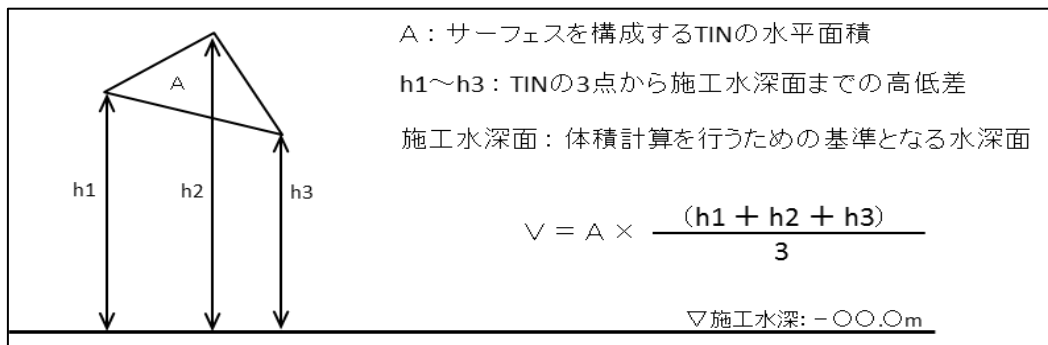 A：サーフェスを構成するTINの水平面積
A
h1～h3：TINの3点から施工水深面までの高低差
施工水深面：体積計算を行うための基準となる水深面
h1
h2
h3
V = A × (h1 + h2 + h3)
3
▽施工水深:－〇〇.〇m